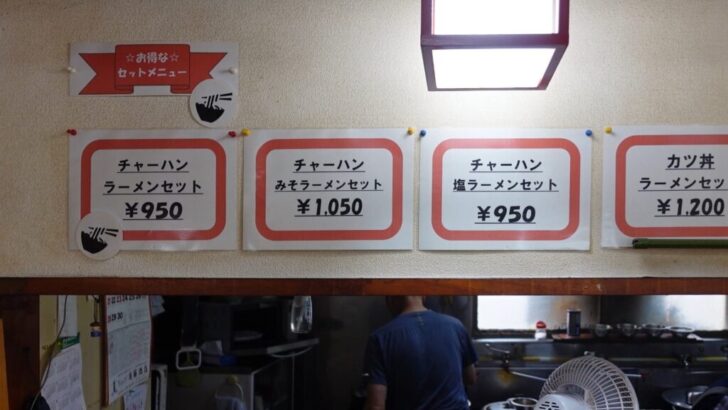 ☆お得な☆
セットメニュー
チャーハン
ラーメンセット
￥950
チャーハン
みそラーメンセット
￥1.050
チャーハン
塩ラーメンセット
￥950
カツ丼
ラーメンセッ
￥1.200